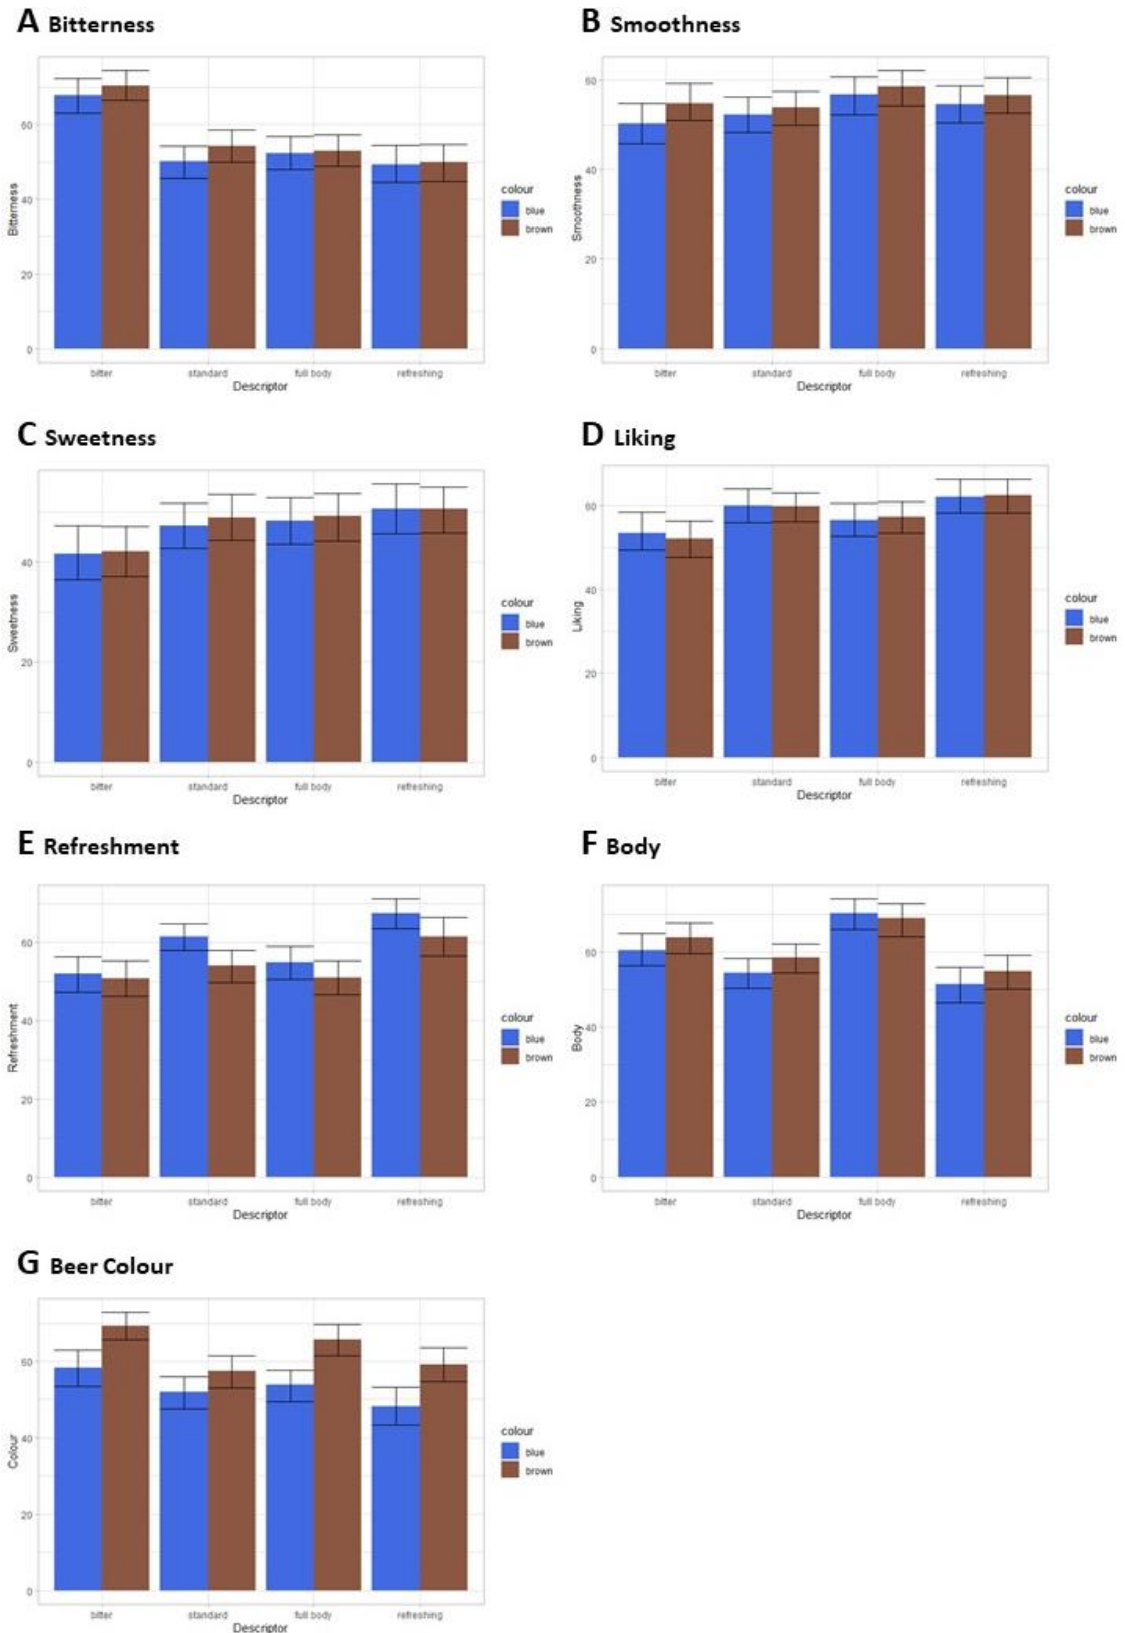 A Bitterness
60
40
20
0
Bitterness
bitter standard full body refreshing
Descriptor
colour
blue
brown
B Smoothness
60
40
20
0
Smoothness
bitter standard full body refreshing
Descriptor
colour
blue
brown
C Sweetness
40
20
0
Sweetness
bitter standard full body refreshing
Descriptor
colour
blue
brown
D Liking
60
40
20
0
Liking
bitter standard full body refreshing
Descriptor
colour
blue
brown
E Refreshment
60
40
20
0
Refreshment
bitter standard full body refreshing
Descriptor
colour
blue
brown
F Body
60
40
20
0
Body
bitter standard full body refreshing
Descriptor
colour
blue
brown
G Beer Colour
60
40
20
0
Colour
bitter standard full body refreshing
Descriptor
colour
blue
brown